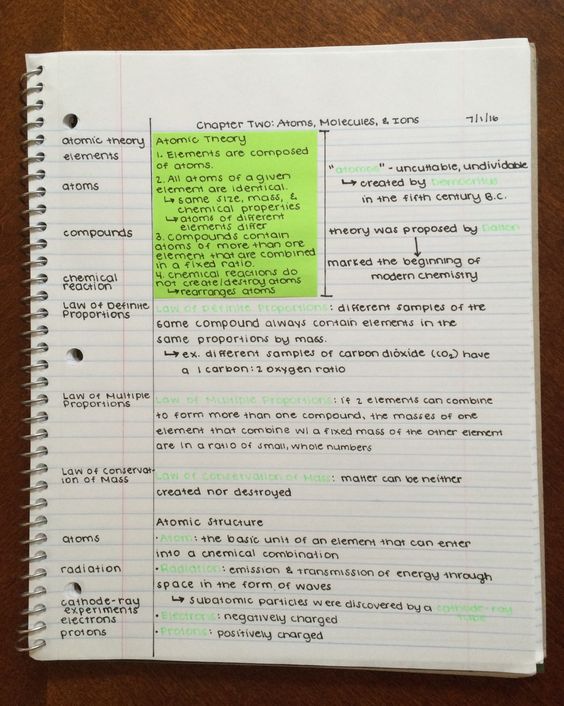 Chapter Two: Atoms, Molecules, & Ions 7/1/16
atomic theory
elements
atoms
compounds
chemical
reaction
Atomic Theory
1. Elements are composed
of atoms.
2. All atoms of a given
element are identical.
↳ same size, mass, &
chemical properties
↳ atoms of different
elements differ
3. Compounds contain
atoms of more than one
element that are combined
in a fixed ratio.
4. Chemical reactions do
not create/destroy atoms
↳ rearranges atoms
"atomos" - uncuttable, undividable
↳ created by Democritus
in the fifth century B.C.
theory was proposed by Dalton
↓
marked the beginning of
modern chemistry
Law of Definite
Proportions
Law of Definite Proportions: different samples of the
same compound always contain elements in the
same proportions by mass.
↳ ex. different samples of carbon dioxide (CO2) have
a 1 carbon: 2 oxygen ratio
Law of Multiple
Proportions
Law of Multiple Proportions: if 2 elements can combine
to form more than one compound, the masses of one
element that combine w/ a fixed mass of the other element
are in a ratio of small, whole numbers
Law of Conservat-
ion of Mass
Law of Conservation of Mass: matter can be neither
created nor destroyed
Atomic Structure
atoms
• Atom: the basic unit of an element that can enter
into a chemical combination
radiation
• Radiation: emission & transmission of energy through
space in the form of waves
cathode-ray
experiments
↳ subatomic particles were discovered by a cathode-ray
tube
electrons
• Electrons: negatively charged
protons
• Protons: positively charged